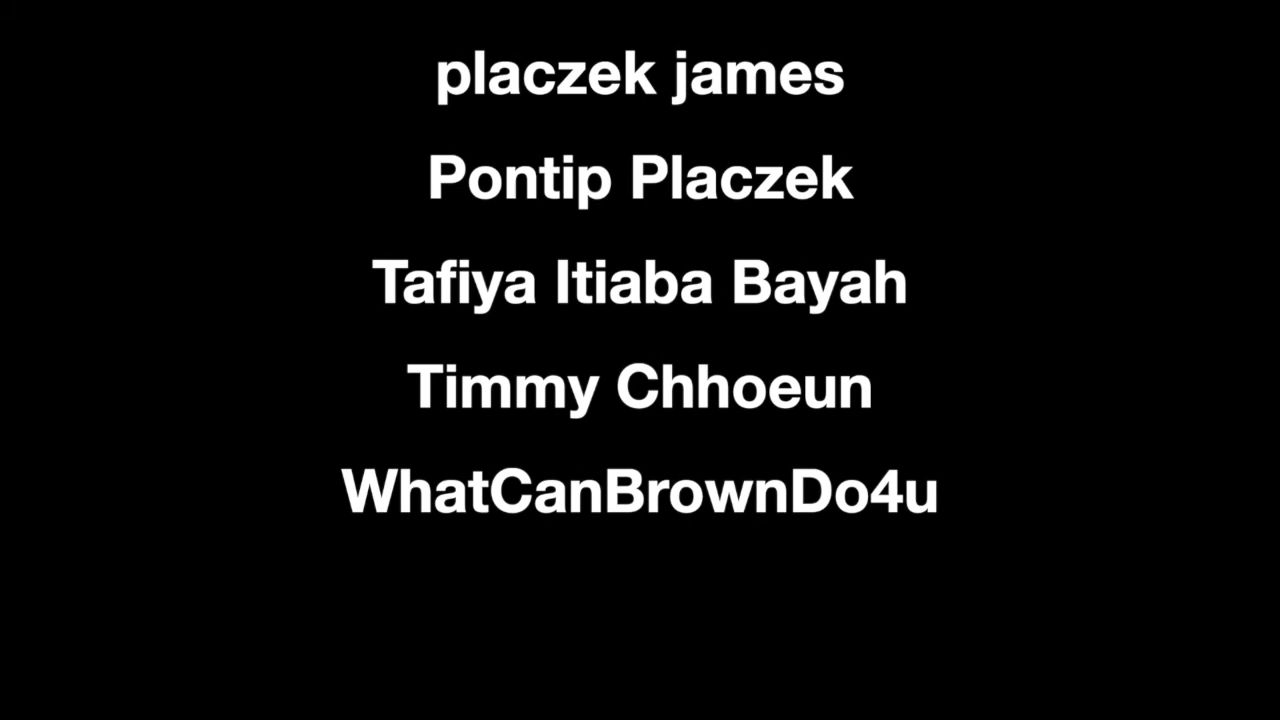 placzek james
Pontip Placzek
Tafiya Itiaba Bayah
Timmy Chhoeun
WhatCanBrownDo4u